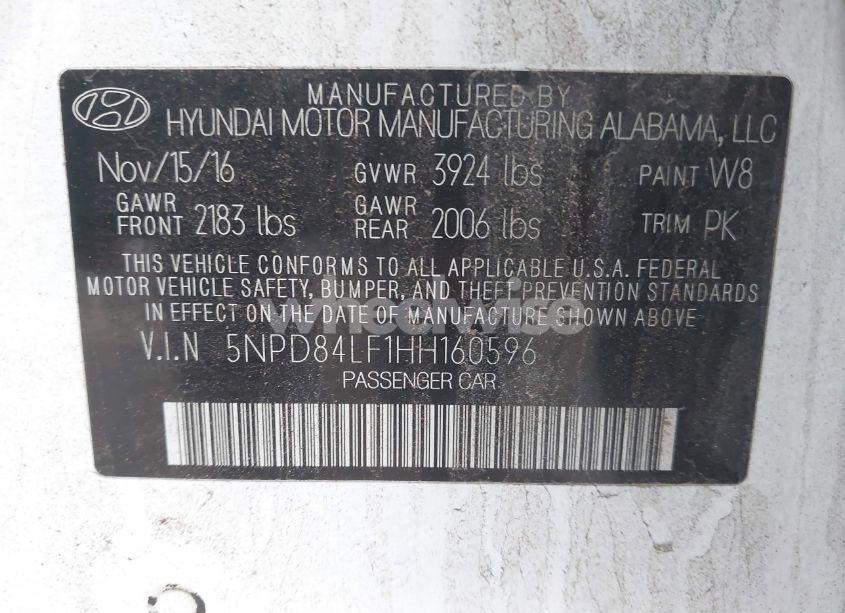 MANUFACTURED BY
HYUNDAI MOTOR MANUFACTURING ALABAMA, LLC
Nov/15/16 GVWR 3924 lbs PAINT W8
GAWR FRONT 2183 lbs GAWR REAR 2006 lbs TRIM PK
THIS VEHICLE CONFORMS TO ALL APPLICABLE U.S.A. FEDERAL
MOTOR VEHICLE SAFETY, BUMPER, AND THEFT PREVENTION STANDARDS
IN EFFECT ON THE DATE OF MANUFACTURE SHOWN ABOVE.
V.I.N 5NPD84LF1HH160596
PASSENGER CAR